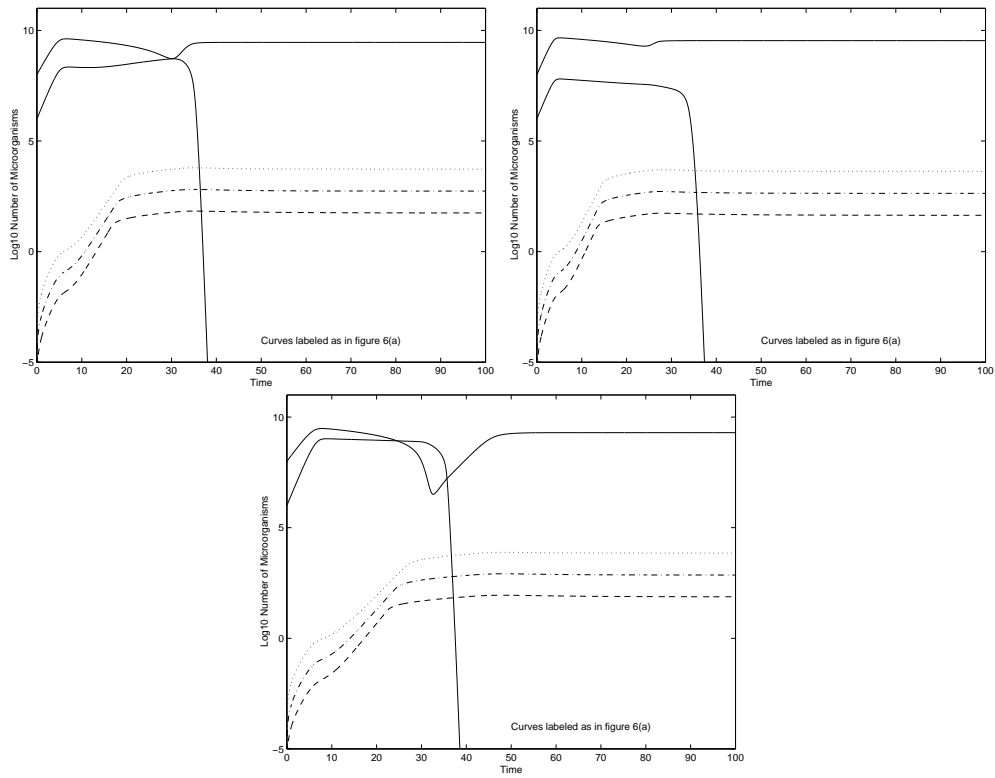 10
5
0
−5
Log10 Number of Microorganisms
Curves labeled as in figure 6(a)
0 10 20 30 40 50 60 70 80 90 100
Time
10
5
0
−5
Log10 Number of Microorganisms
Curves labeled as in figure 6(a)
0 10 20 30 40 50 60 70 80 90 100
Time
10
5
0
−5
Log10 Number of Microorganisms
Curves labeled as in figure 6(a)
0 10 20 30 40 50 60 70 80 90 100
Time